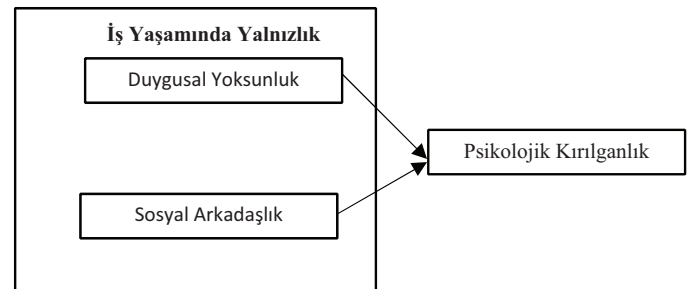 İş Yaşamında Yalnızlık
Duygusal Yoksunluk
Psikolojik Kırılganlık
Sosyal Arkadaşlık